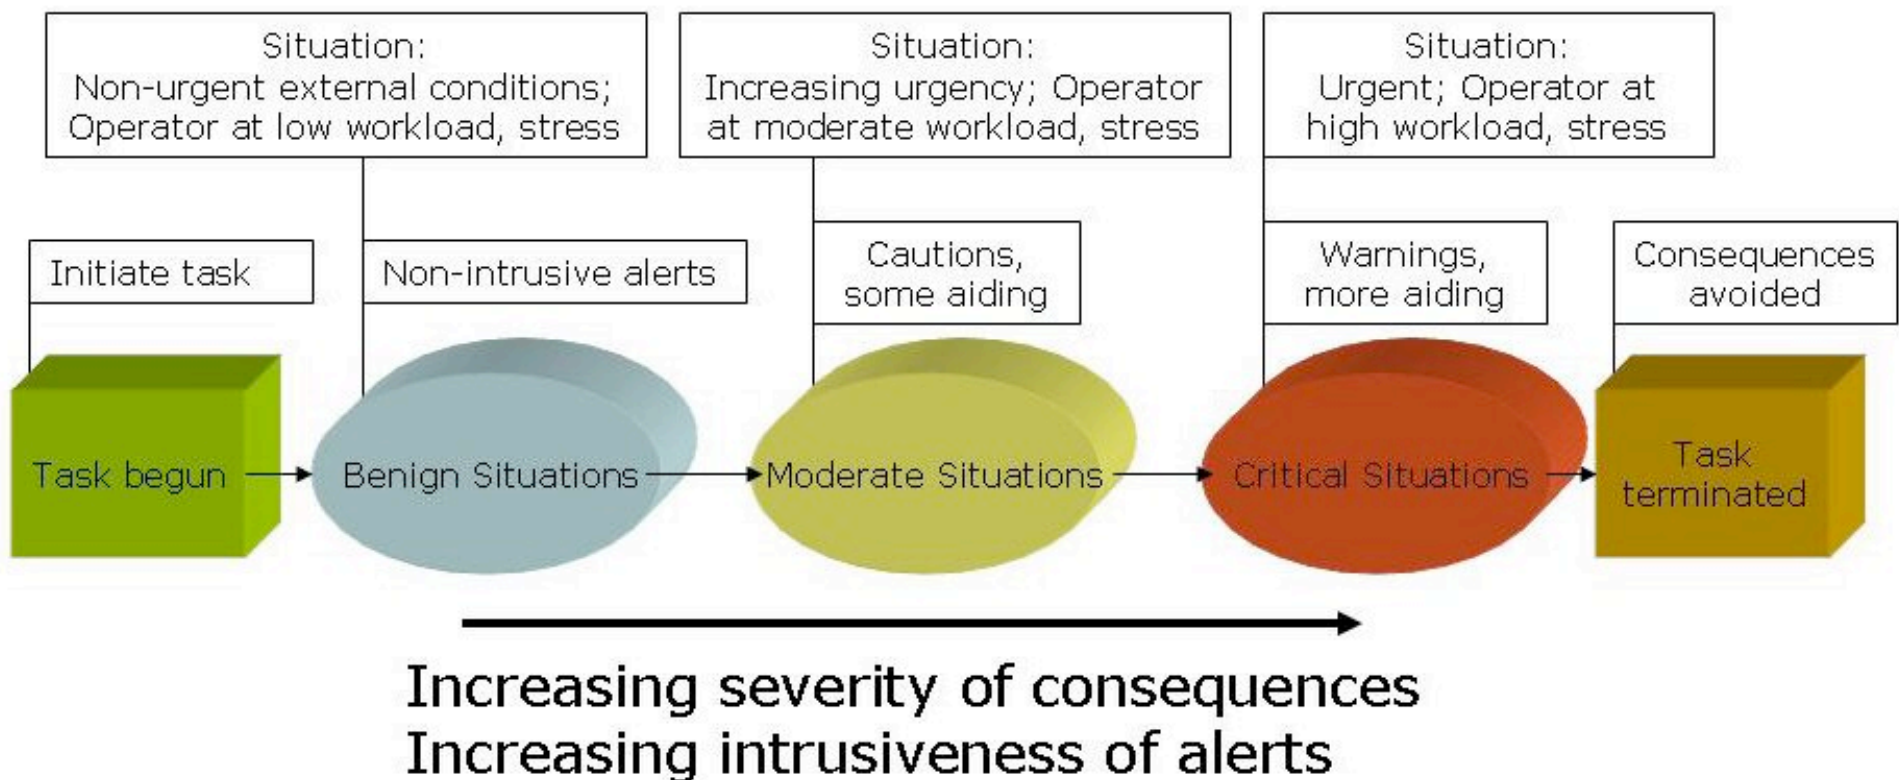 Situation:
Non-urgent external conditions;
Operator at low workload, stress
Situation:
Increasing urgency; Operator
at moderate workload, stress
Situation:
Urgent; Operator at
high workload, stress
Initiate task
Non-intrusive alerts
Cautions,
some aiding
Warnings,
more aiding
Consequences
avoided
Task begun
Benign Situations
Moderate Situations
Critical Situations
Task
terminated
Increasing severity of consequences
Increasing intrusiveness of alerts